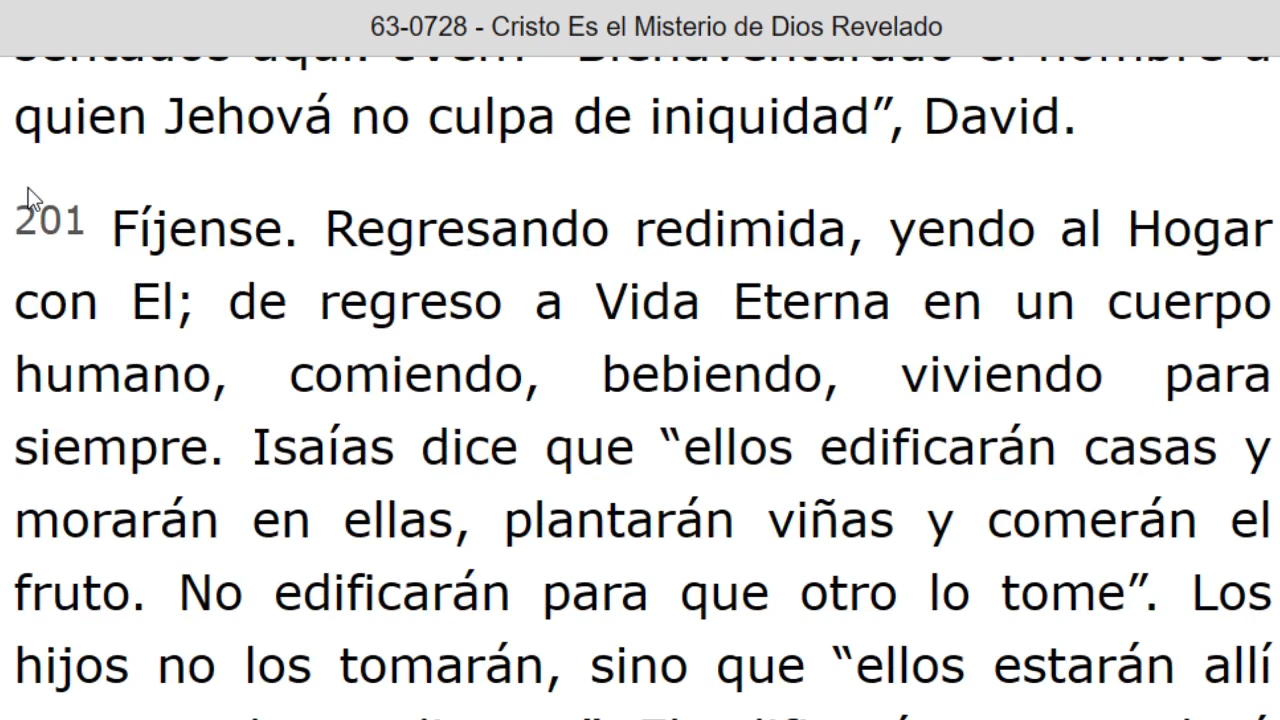 63-0728 - Cristo Es el Misterio de Dios Revelado
quien Jehová no culpa de iniquidad”, David.
201 Fíjense. Regresando redimida, yendo al Hogar
con El; de regreso a Vida Eterna en un cuerpo
humano, comiendo, bebiendo, viviendo para
siempre. Isaías dice que “ellos edificarán casas y
morarán en ellas, plantarán viñas y comerán el
fruto. No edificarán para que otro lo tome”. Los
hijos no los tomarán, sino que “ellos estarán allí